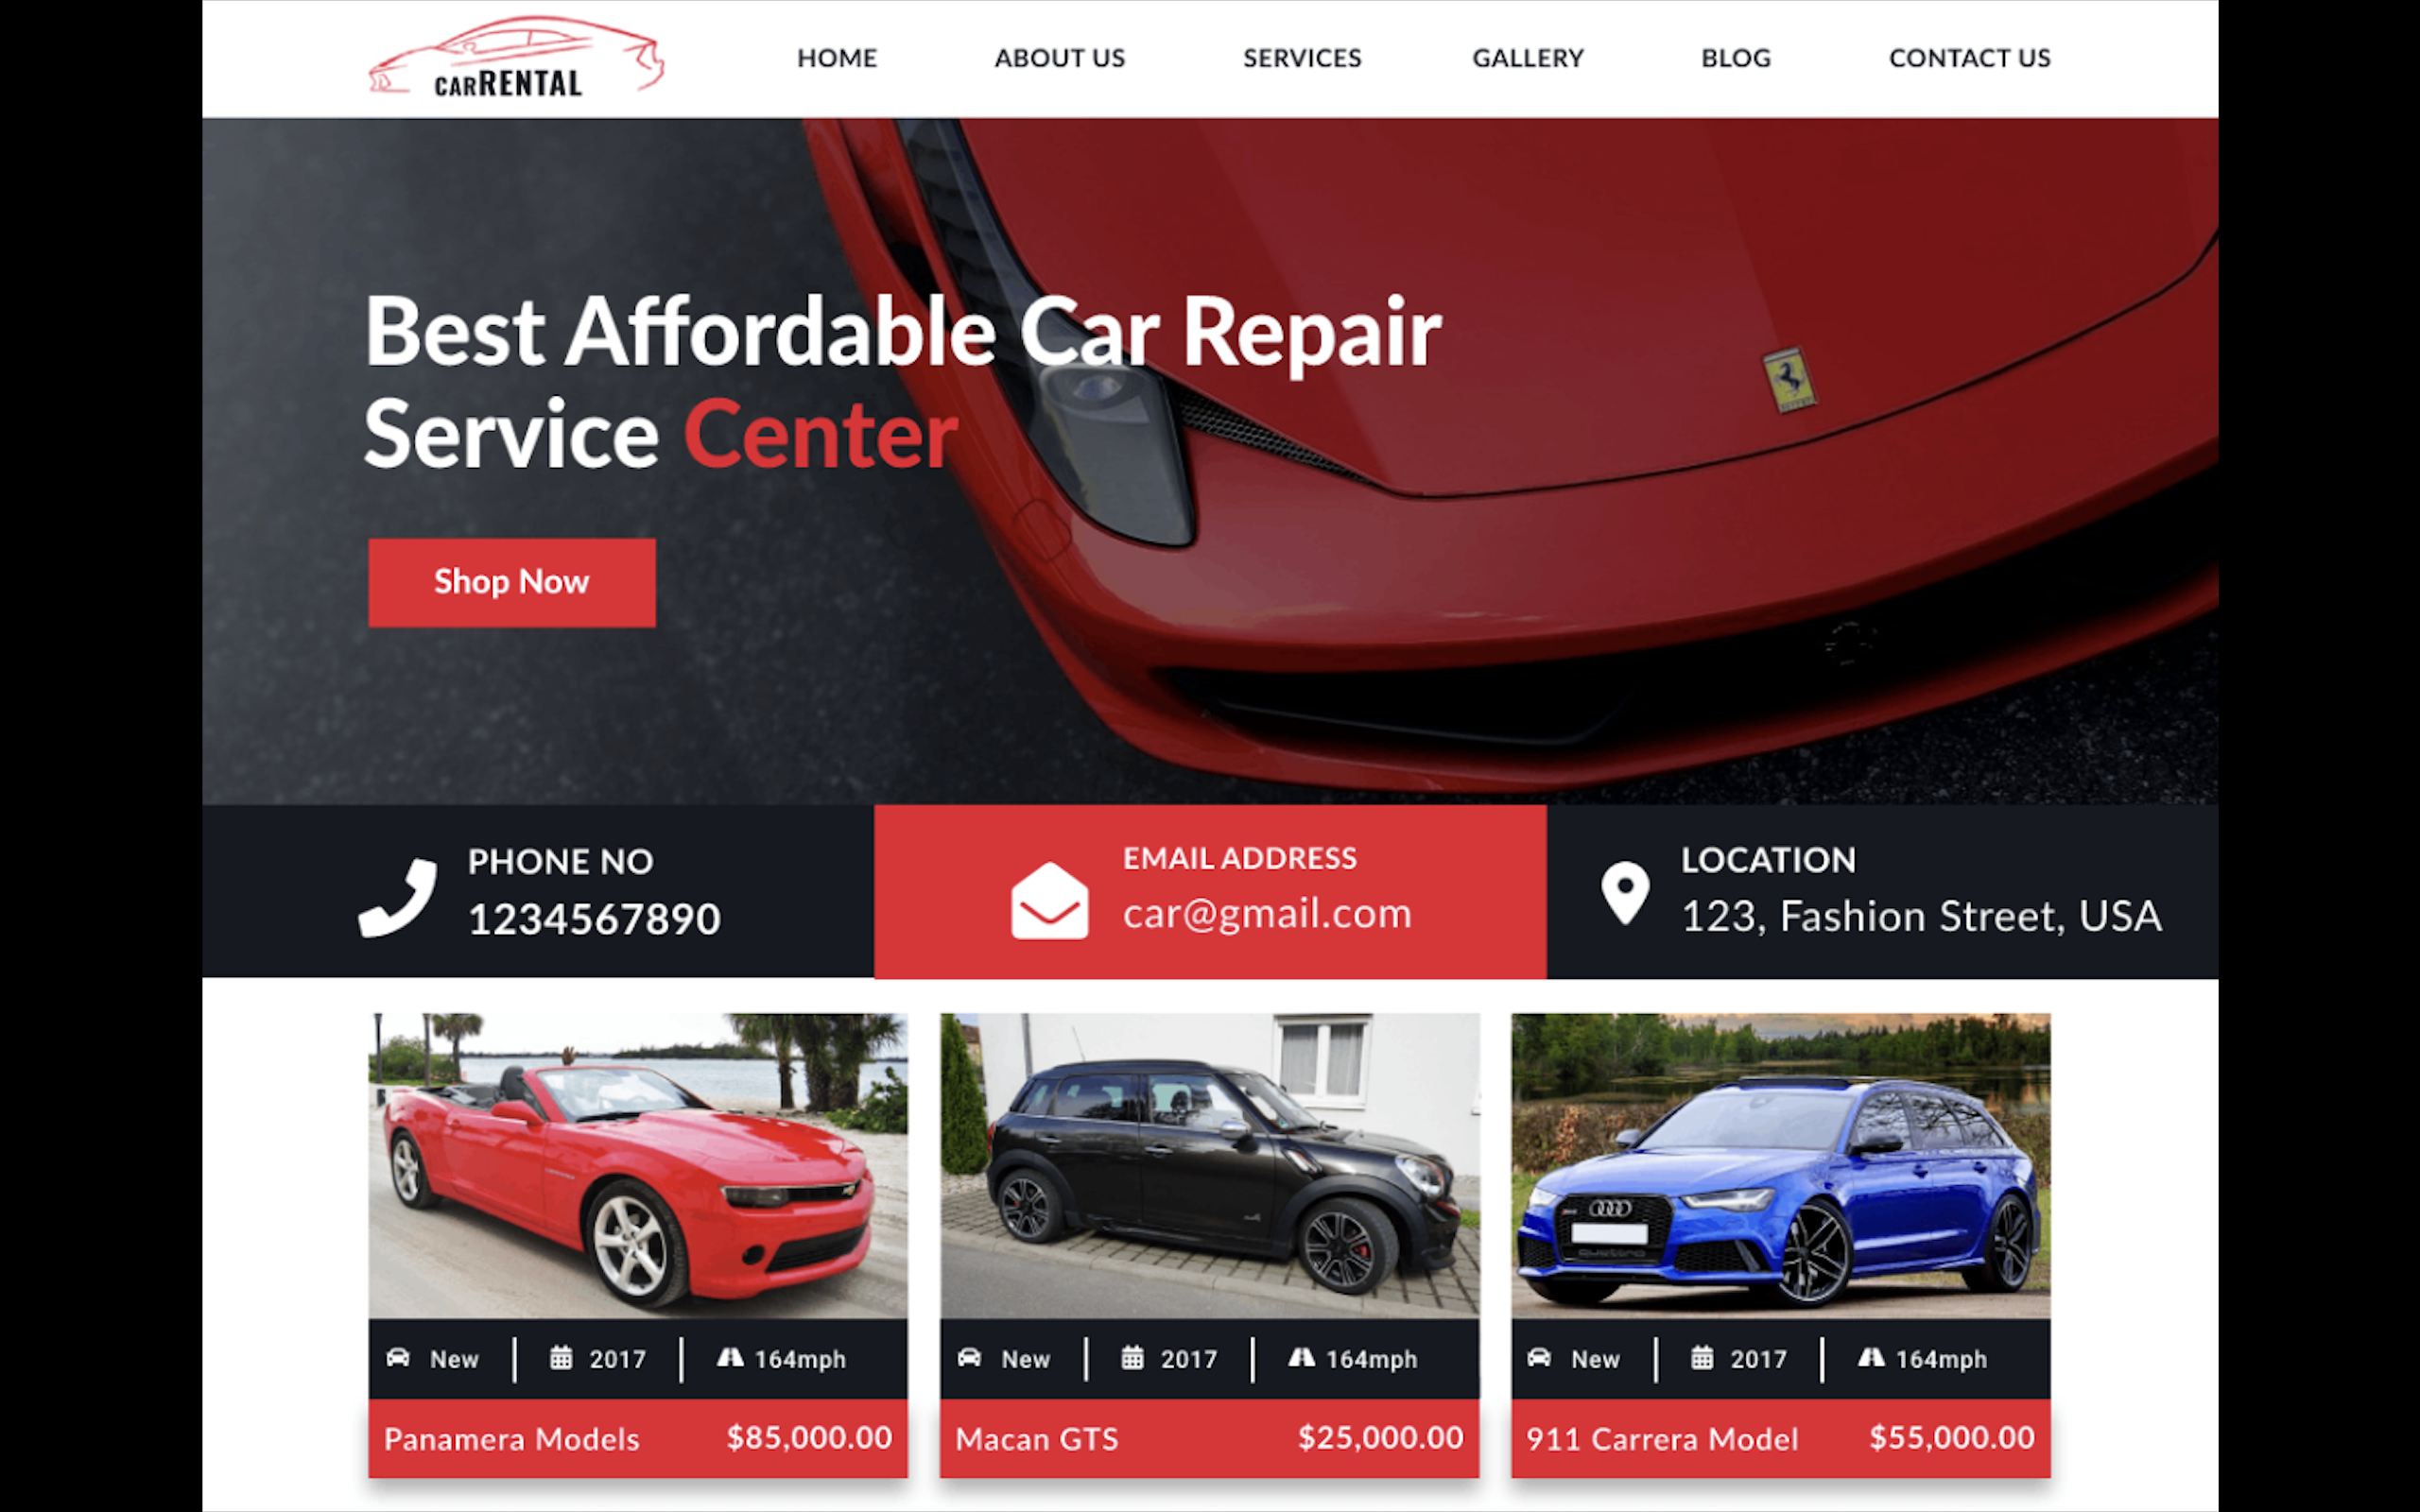 CARRENTAL
HOME ABOUT US SERVICES GALLERY BLOG CONTACT US
Best Affordable Car Repair
Service Center
Shop Now
PHONE NO
1234567890
EMAIL ADDRESS
car@gmail.com
LOCATION
123, Fashion Street, USA
New 2017 164mph
Panamera Models $85,000.00
New 2017 164mph
Macan GTS $25,000.00
quattro
New 2017 164mph
911 Carrera Model $55,000.00